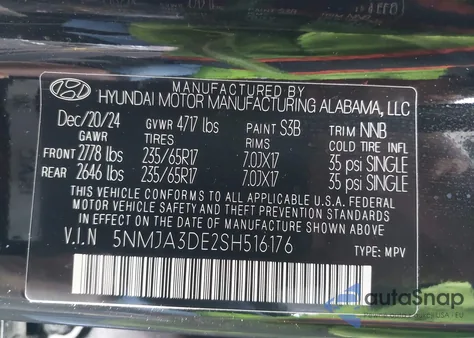 MANUFACTURED BY
HYUNDAI MOTOR MANUFACTURING ALABAMA, LLC
Dec/20/24 GVWR 4717 lbs PAINT S3B TRIM NNB
GAWR TIRES RIMS COLD TIRE INFL
FRONT 2778 lbs 235/65R17 7.0JX17 35 psi SINGLE
REAR 2646 lbs 235/65R17 7.0JX17 35 psi SINGLE
THIS VEHICLE CONFORMS TO ALL APPLICABLE U.S.A. FEDERAL
MOTOR VEHICLE SAFETY AND THEFT PREVENTION STANDARDS
IN EFFECT ON THE DATE OF MANUFACTURE SHOWN ABOVE.
V.I.N 5NMJA3DE2SH516176 TYPE: MPV
autoSnap